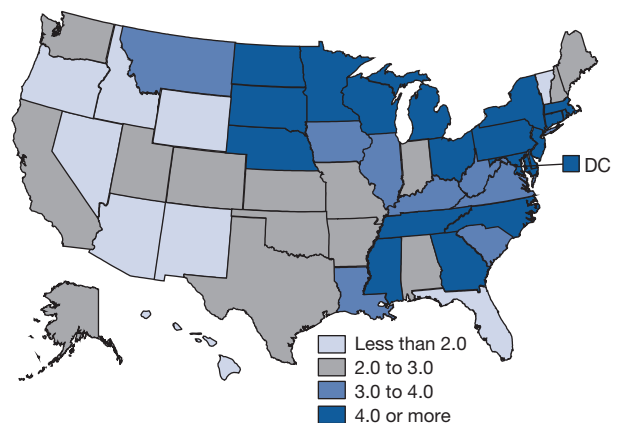 DC
Less than 2.0
2.0 to 3.0
3.0 to 4.0
4.0 or more